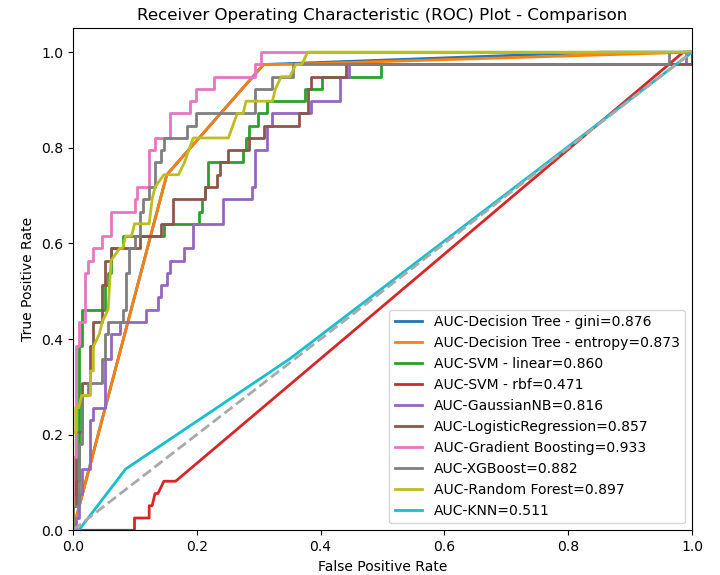 Receiver Operating Characteristic (ROC) Plot - Comparison
True Positive Rate
1.0
0.8
0.6
0.4
0.2
0.0
AUC-Decision Tree - gini=0.876
AUC-Decision Tree - entropy=0.873
AUC-SVM - linear=0.860
AUC-SVM - rbf=0.471
AUC-GaussianNB=0.816
AUC-LogisticRegression=0.857
AUC-Gradient Boosting=0.933
AUC-XGBoost=0.882
AUC-Random Forest=0.897
AUC-KNN=0.511
0.0 0.2 0.4 0.6 0.8 1.0
False Positive Rate